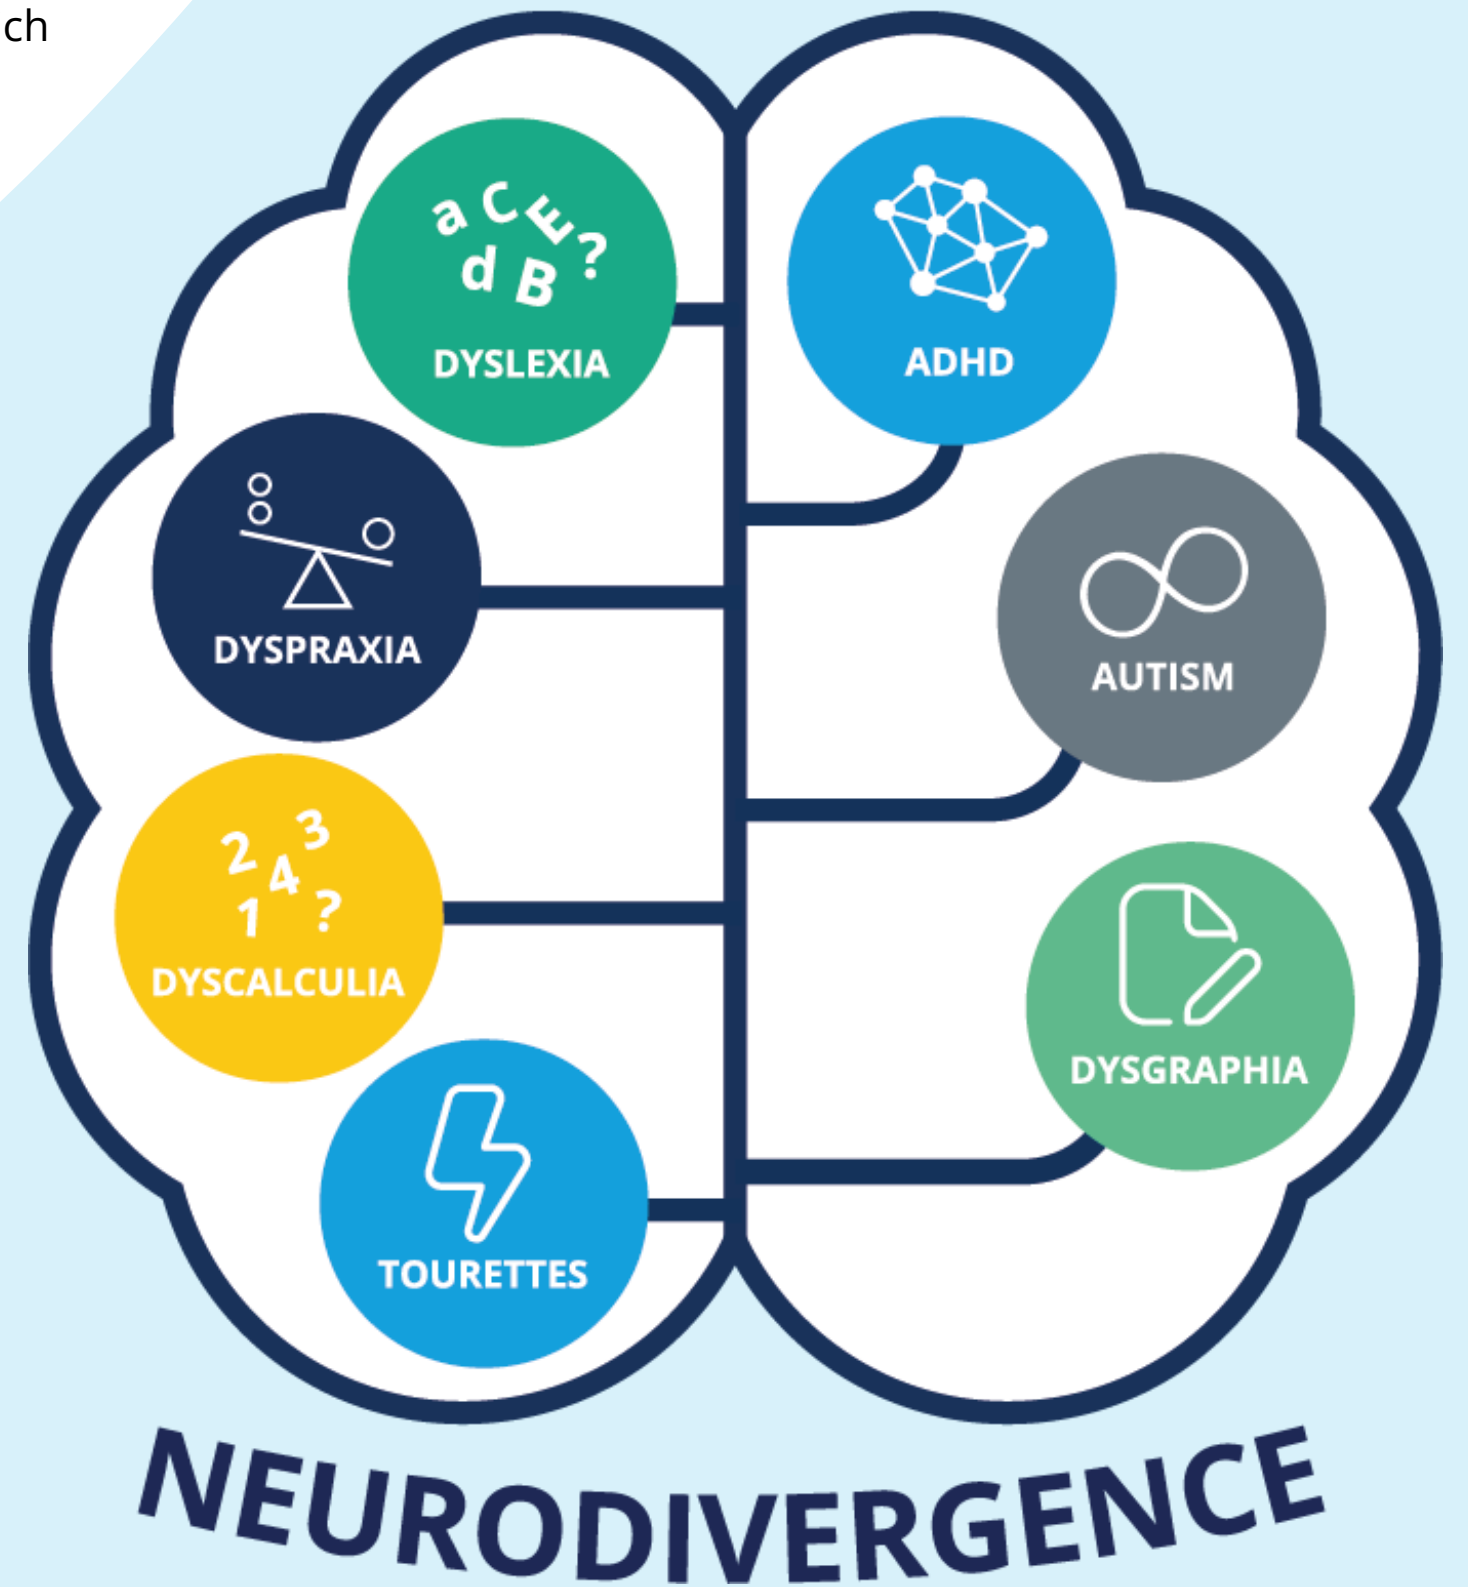 ch
a C E ?
d B
DYSLEXIA
ADHD
DYSPRAXIA
AUTISM
2 3
4
1 ?
DYSCALCULIA
DYSGRAPHIA
TOURETTES
NEURODIVERGENCE